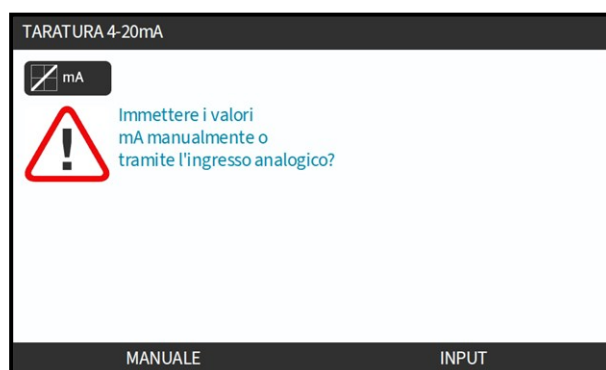 TARATURA 4-20mA
mA
Immettere i valori
mA manualmente o
tramite l'ingresso analogico?
MANUALE INPUT